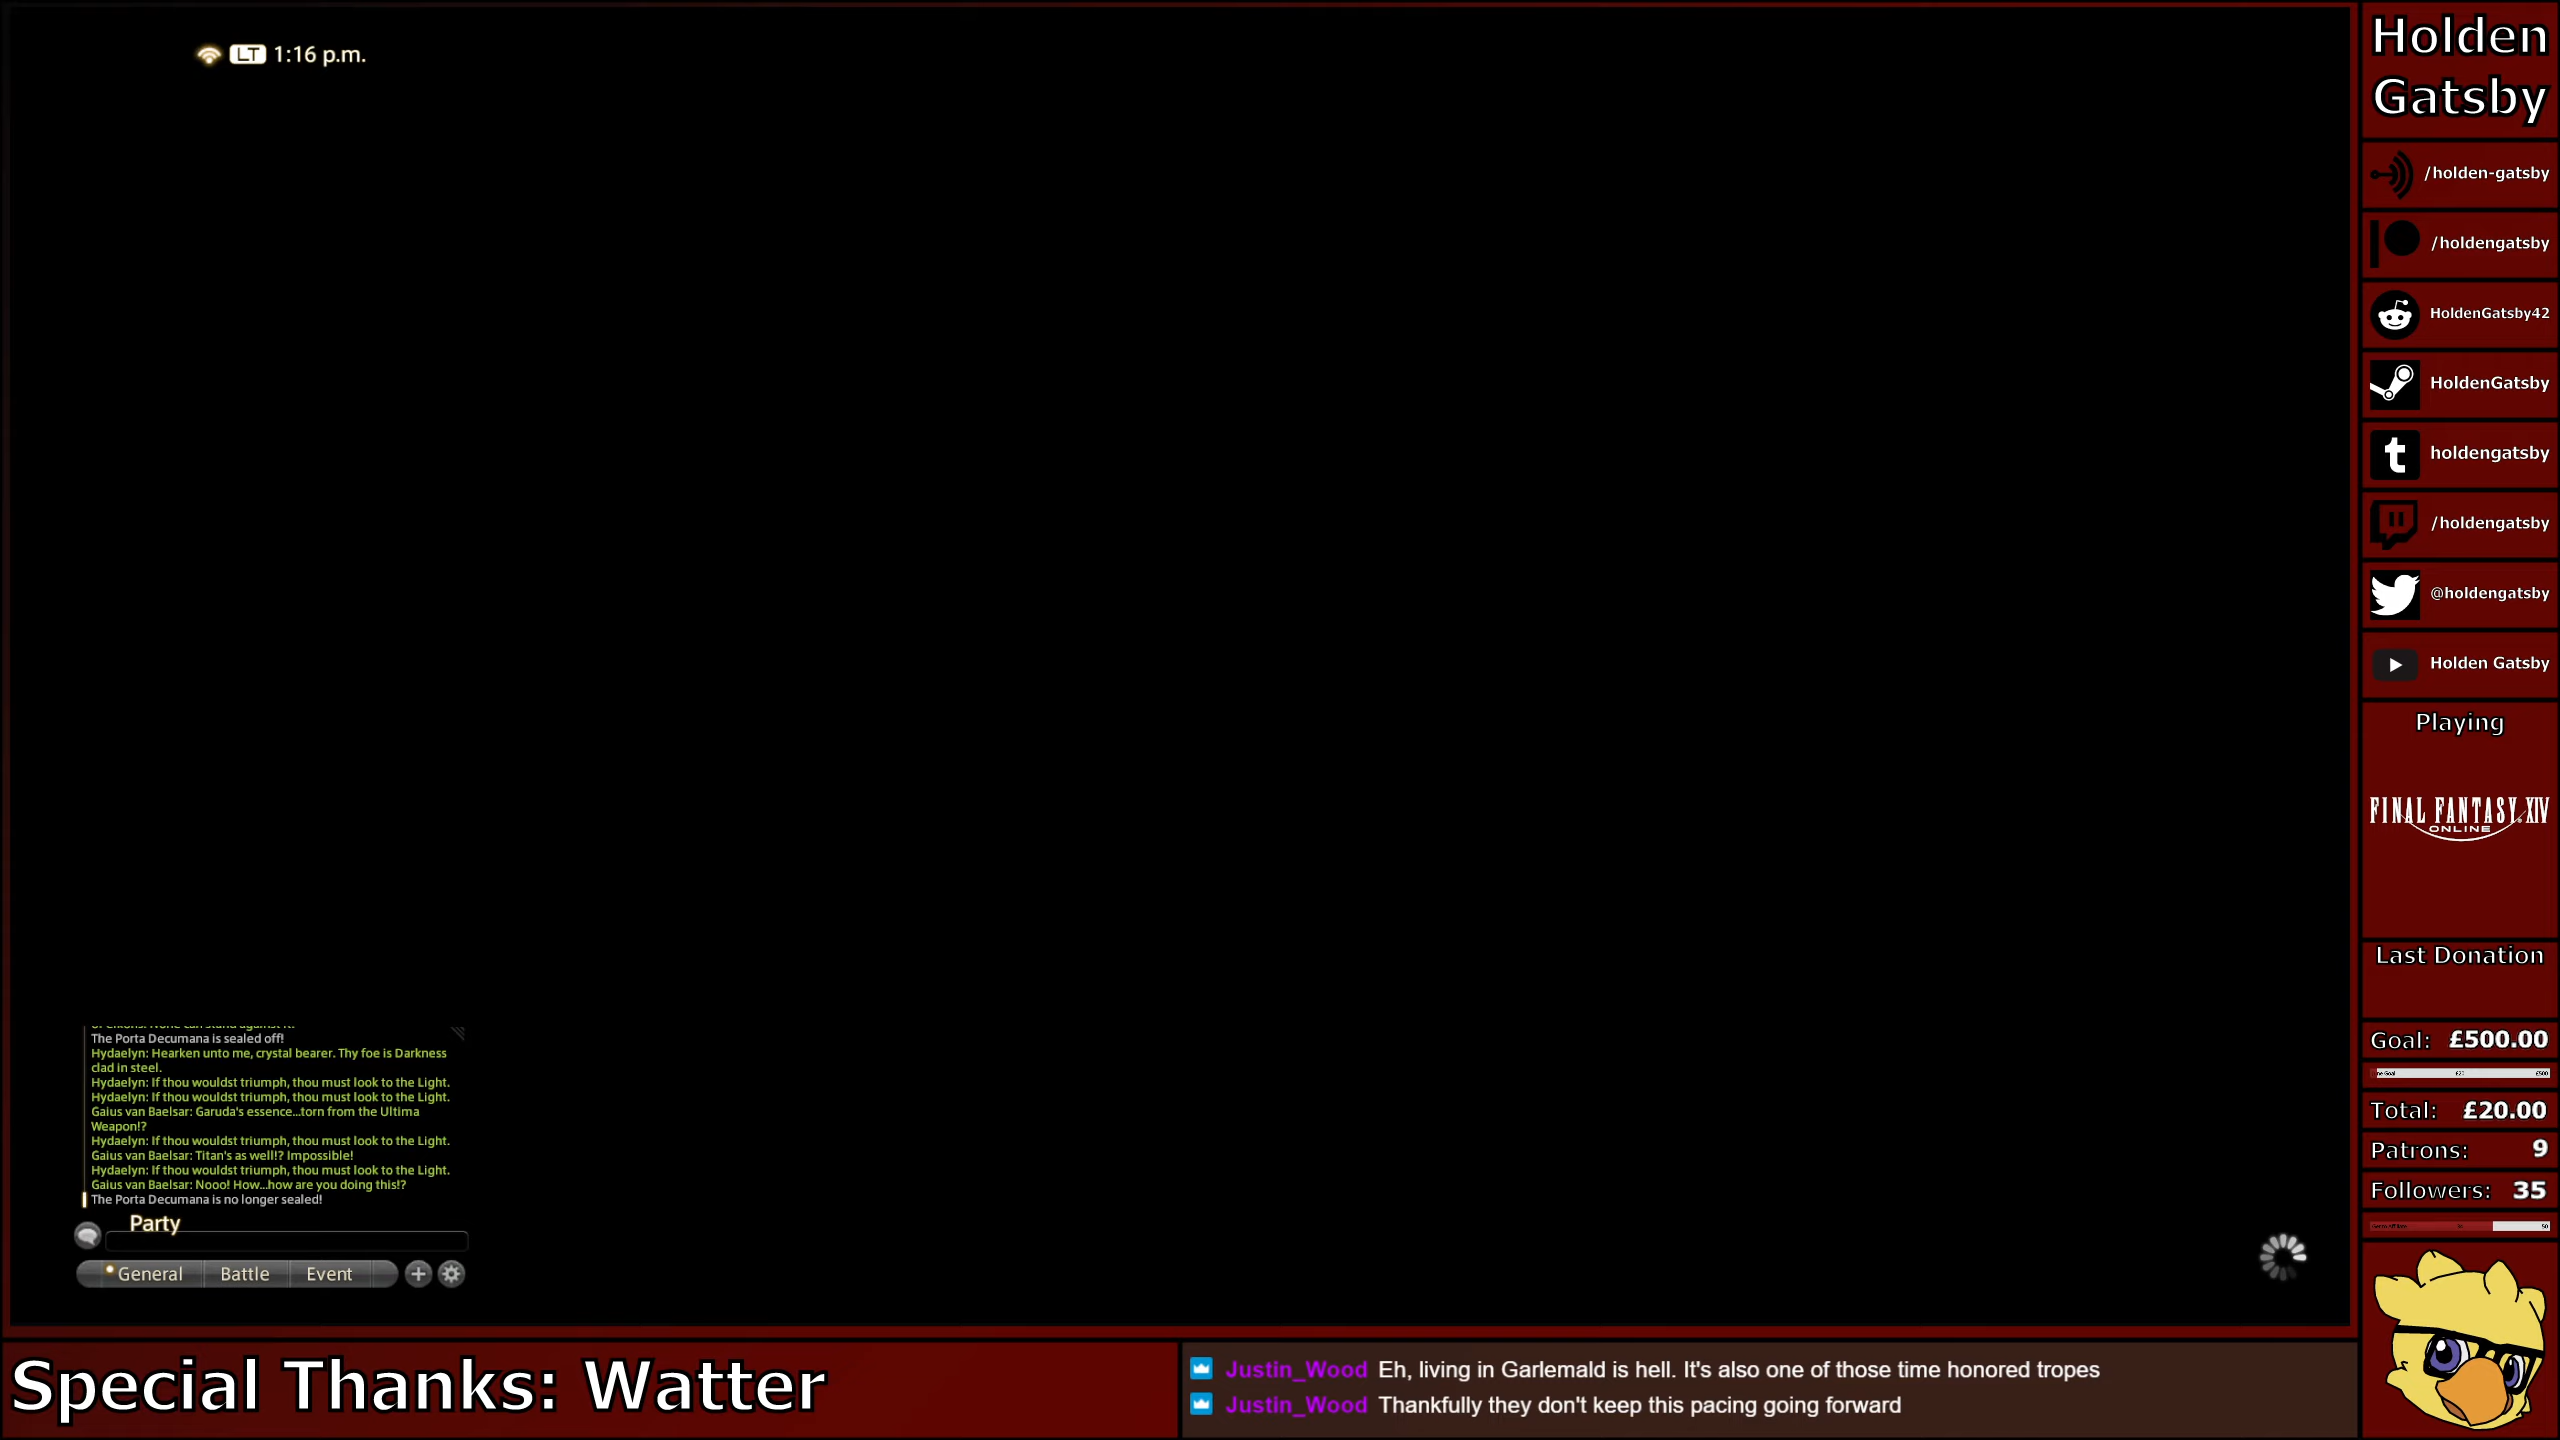 LT 1:16 p.m.
The Porta Decumana is sealed off!
Hydaelyn: Hearken unto me, crystal bearer. Thy foe is Darkness
clad in steel.
Hydaelyn: If thou wouldst triumph, thou must look to the Light.
Hydaelyn: If thou wouldst triumph, thou must look to the Light.
Gaius van Baelsar: Garuda's essence...torn from the Ultima
Weapon!?
Hydaelyn: If thou wouldst triumph, thou must look to the Light.
Gaius van Baelsar: Titan's as well!? Impossible!
Hydaelyn: If thou wouldst triumph, thou must look to the Light.
Gaius van Baelsar: Nooo! How...how are you doing this!?
The Porta Decumana is no longer sealed!
Party
General Battle Event
Special Thanks: Watter
Justin_Wood Eh, living in Garlemald is hell. It's also one of those time honored tropes
Justin_Wood Thankfully they don't keep this pacing going forward
Holden
Gatsby
/holden-gatsby
/holdengatsby
HoldenGatsby42
HoldenGatsby
holdengatsby
/holdengatsby
@holdengatsby
Holden Gatsby
Playing
FINAL FANTASY XIV
ONLINE
Last Donation
Goal: £500.00
£500
Total: £20.00
Patrons: 9
Followers: 35
50